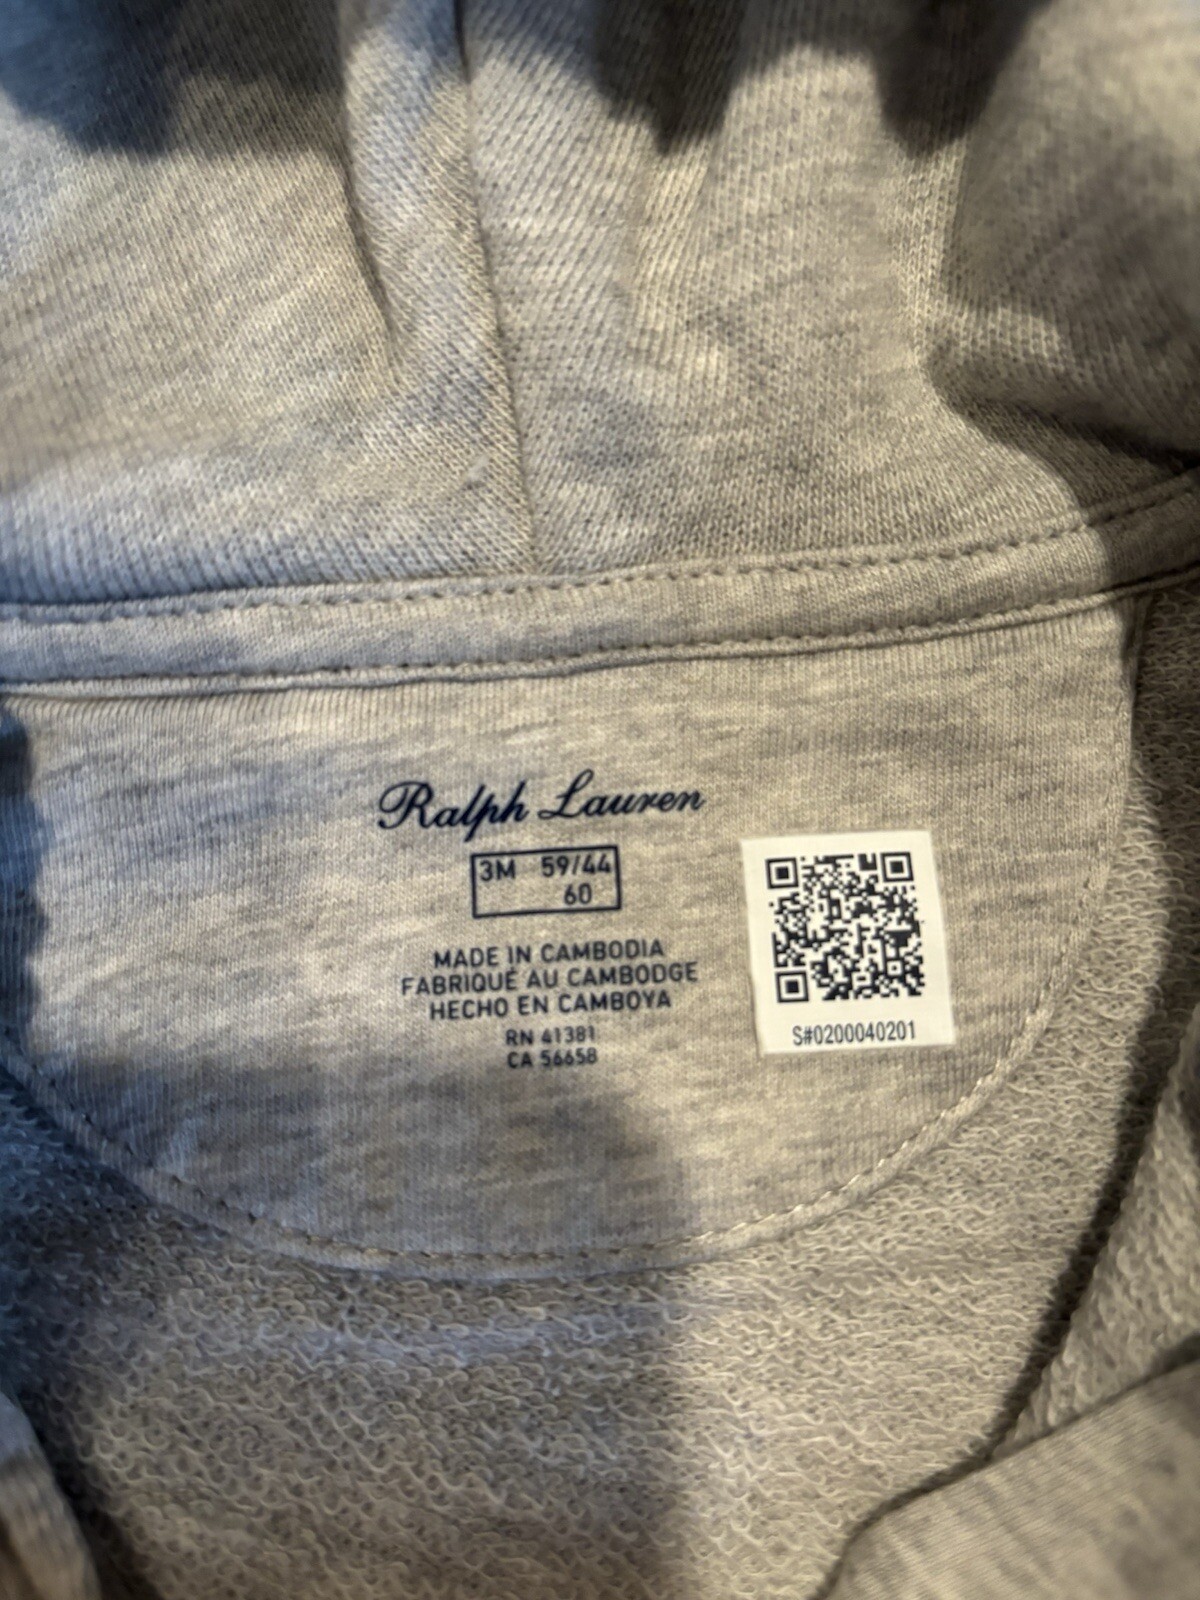 Ralph Lauren
3M 59/44
60
MADE IN CAMBODIA
FABRIQUÉ AU CAMBODGE
HECHO EN CAMBOYA
RN 41381
CA 56658
S#0200040201